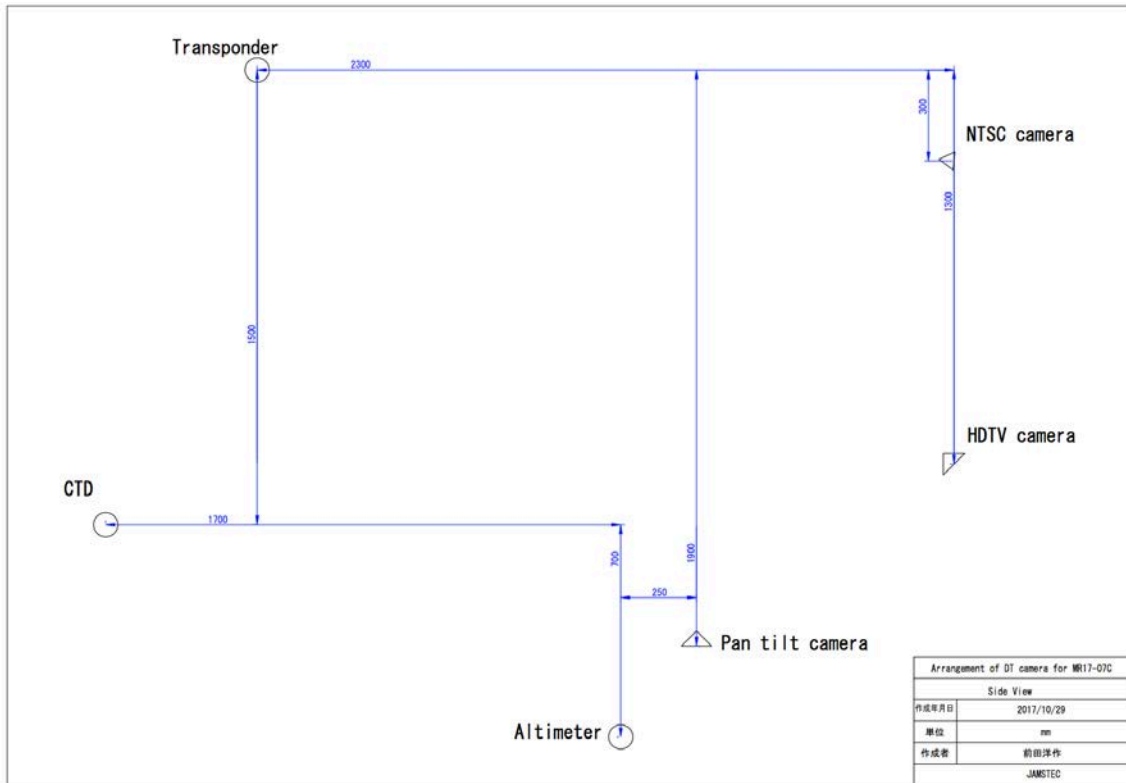 Transponder
2300
300
NTSC camera
1300
1500
HDTV camera
CTD
1700
700
1900
250
Pan tilt camera
Altimeter
Arrangement of DT camera for MR17-07C
Side View
作成年月日 2017/10/29
単位 mm
作成者 前田洋作
JAMSTEC